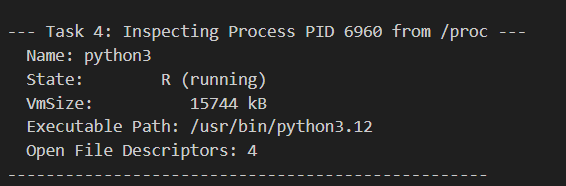 --- Task 4: Inspecting Process PID 6960 from /proc ---
  Name: python3
  State:        R (running)
  VmSize:          15744 kB
  Executable Path: /usr/bin/python3.12
  Open File Descriptors: 4
--------------------------------------------------